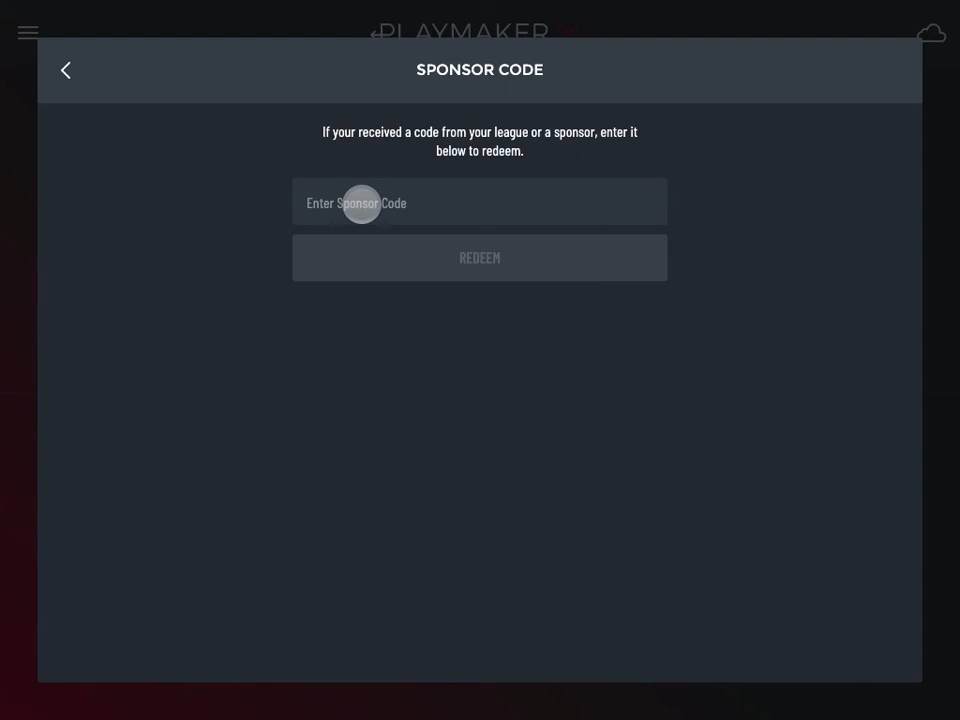 PLAYMAKER X
SPONSOR CODE
If your received a code from your league or a sponsor, enter it
below to redeem.
Enter Sponsor Code
REDEEM